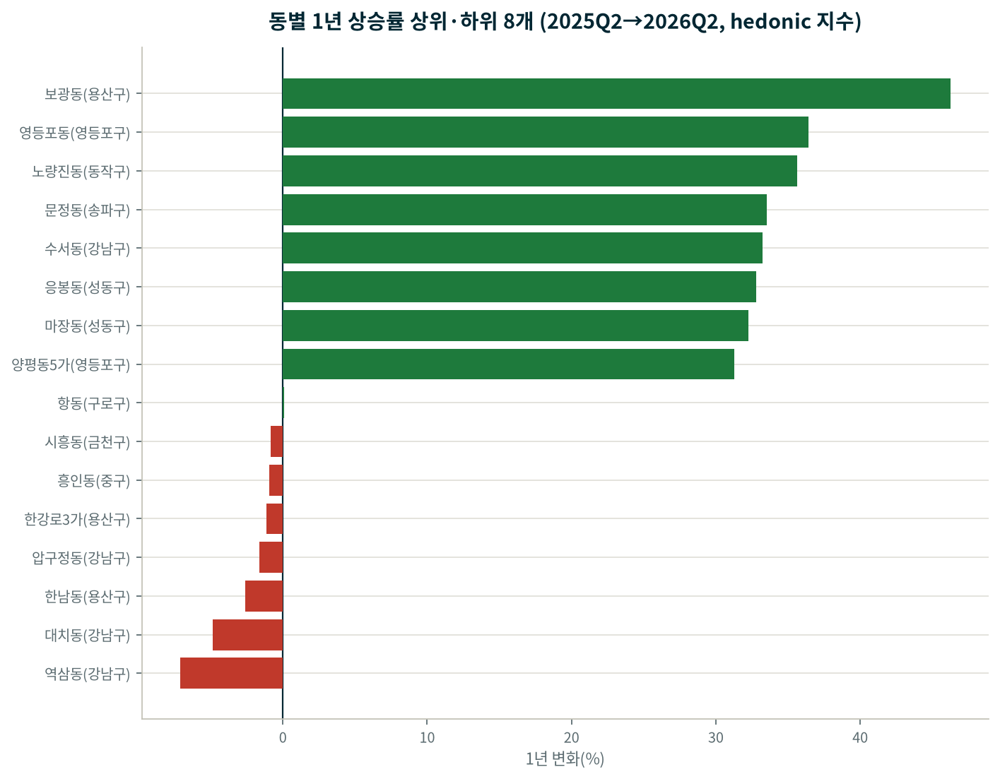 동별 1년 상승률 상위·하위 8개 (2025Q2→2026Q2, hedonic 지수)
보광동(용산구)
영등포동(영등포구)
노량진동(동작구)
문정동(송파구)
수서동(강남구)
응봉동(성동구)
마장동(성동구)
양평동5가(영등포구)
항동(구로구)
시흥동(금천구)
흥인동(중구)
한강로3가(용산구)
압구정동(강남구)
한남동(용산구)
대치동(강남구)
역삼동(강남구)
0 10 20 30 40
1년 변화(%)